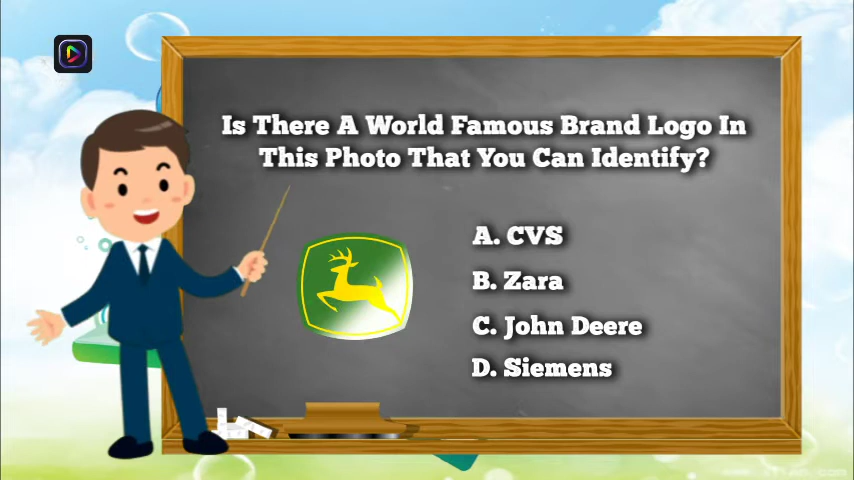 Is There A World Famous Brand Logo In
This Photo That You Can Identify?
A. CVS
B. Zara
C. John Deere
D. Siemens